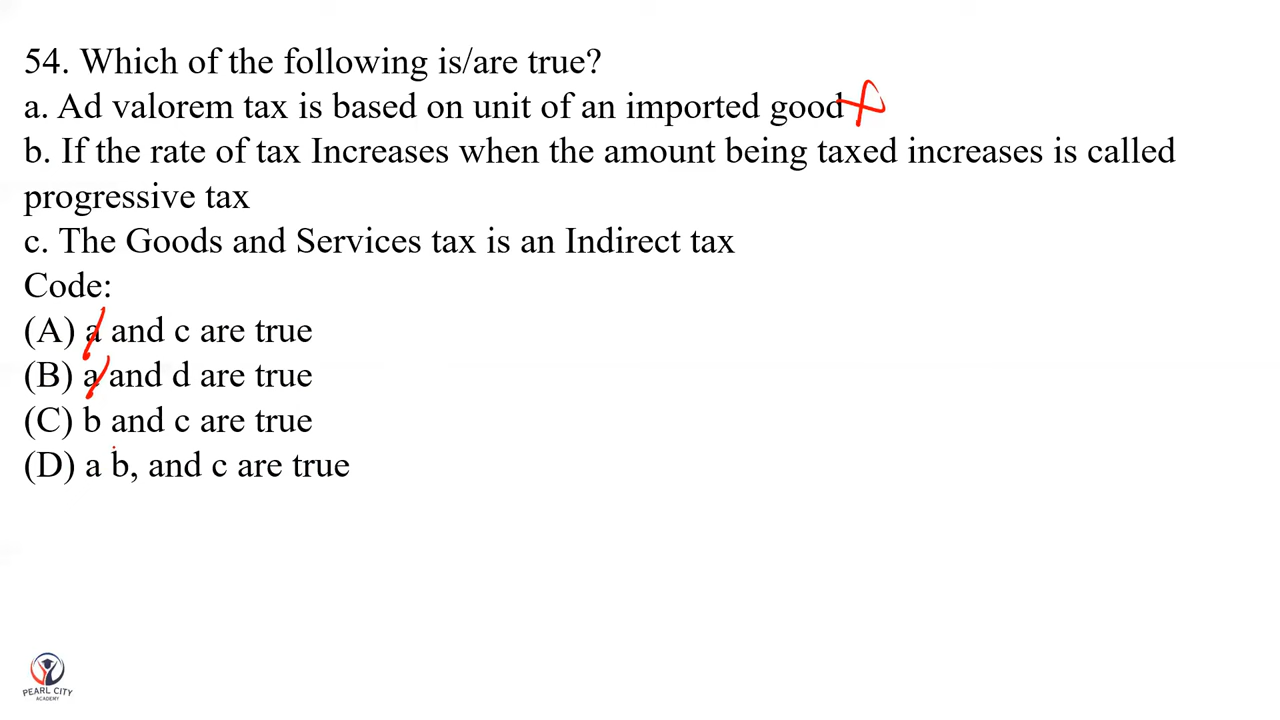 54. Which of the following is/are true?
a. Ad valorem tax is based on unit of an imported good
b. If the rate of tax Increases when the amount being taxed increases is called
progressive tax
c. The Goods and Services tax is an Indirect tax
Code:
(A) a and c are true
(B) a and d are true
(C) b and c are true
(D) a b, and c are true
PEARL CITY
ACADEMY